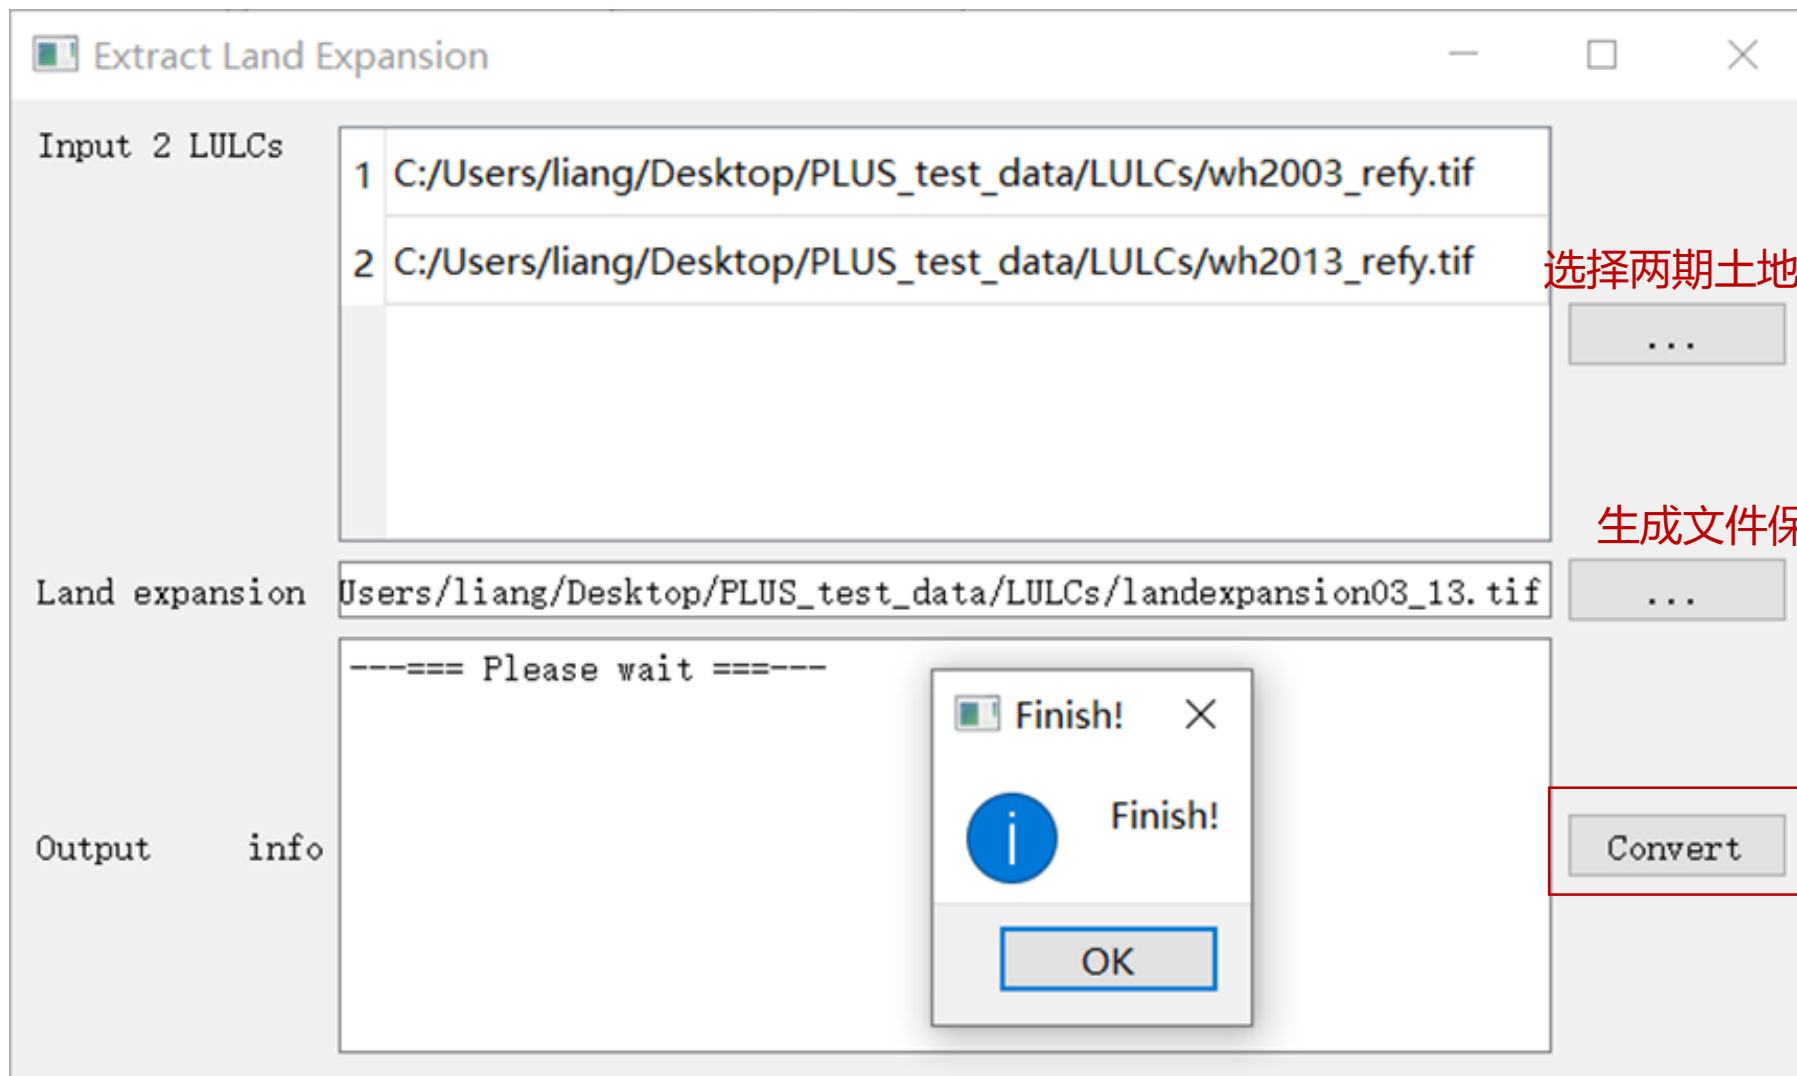 Extract Land Expansion
Input 2 LULCs
1 C:/Users/liang/Desktop/PLUS_test_data/LULCs/wh2003_refy.tif
2 C:/Users/liang/Desktop/PLUS_test_data/LULCs/wh2013_refy.tif
选择两期土地
...
生成文件保
Land expansion Users/liang/Desktop/PLUS_test_data/LULCs/landexpansion03_13.tif ...
---=== Please wait ===---
Finish!
Finish!
Output info
Convert
OK